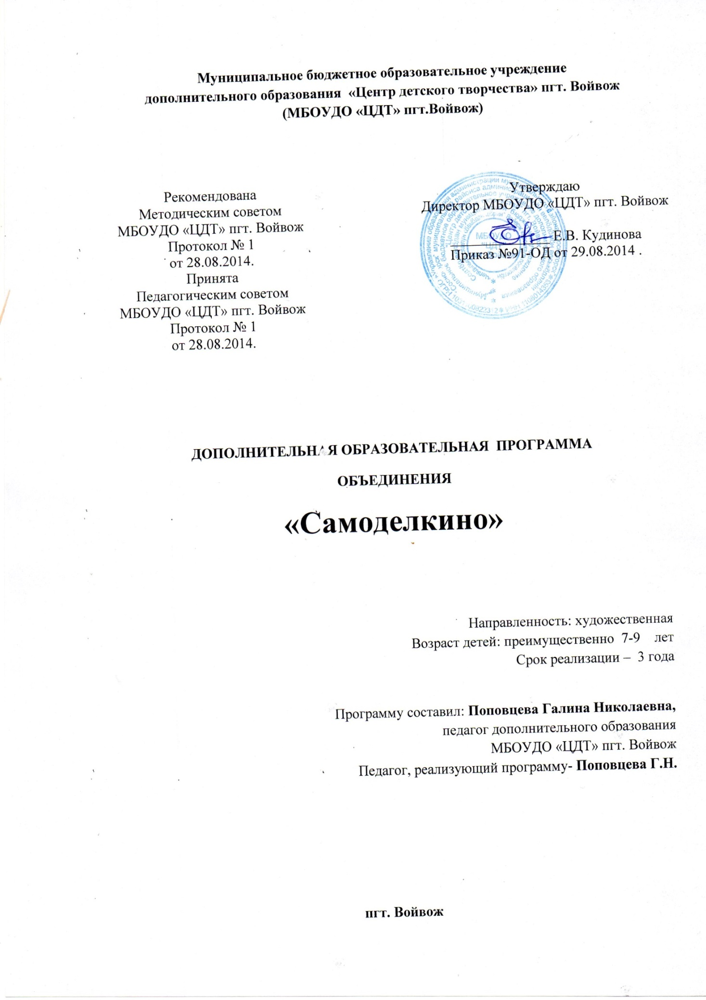 Муниципальное бюджетное образовательное учреждение
дополнительного образования «Центр детского творчества» пгт. Войвож
(МБОУДО «ЦДТ» пгт.Войвож)
Рекомендована
Методическим советом
МБОУДО «ЦДТ» пгт. Войвож
Протокол № 1
от 28.08.2014.
Принята
Педагогическим советом
МБОУДО «ЦДТ» пгт. Войвож
Протокол № 1
от 28.08.2014.
Утверждаю
Директор МБОУДО «ЦДТ» пгт. Войвож
Е.В. Кудинова
Приказ №91-ОД от 29.08.2014 .
МБОУДО
"ЦДТ"
ДОПОЛНИТЕЛЬНАЯ ОБРАЗОВАТЕЛЬНАЯ ПРОГРАММА
ОБЪЕДИНЕНИЯ
«Самоделкино»
Направленность: художественная
Возраст детей: преимущественно 7-9 лет
Срок реализации – 3 года
Программу составил: Поповцева Галина Николаевна,
педагог дополнительного образования
МБОУДО «ЦДТ» пгт. Войвож
Педагог, реализующий программу- Поповцева Г.Н.
пгт. Войвож